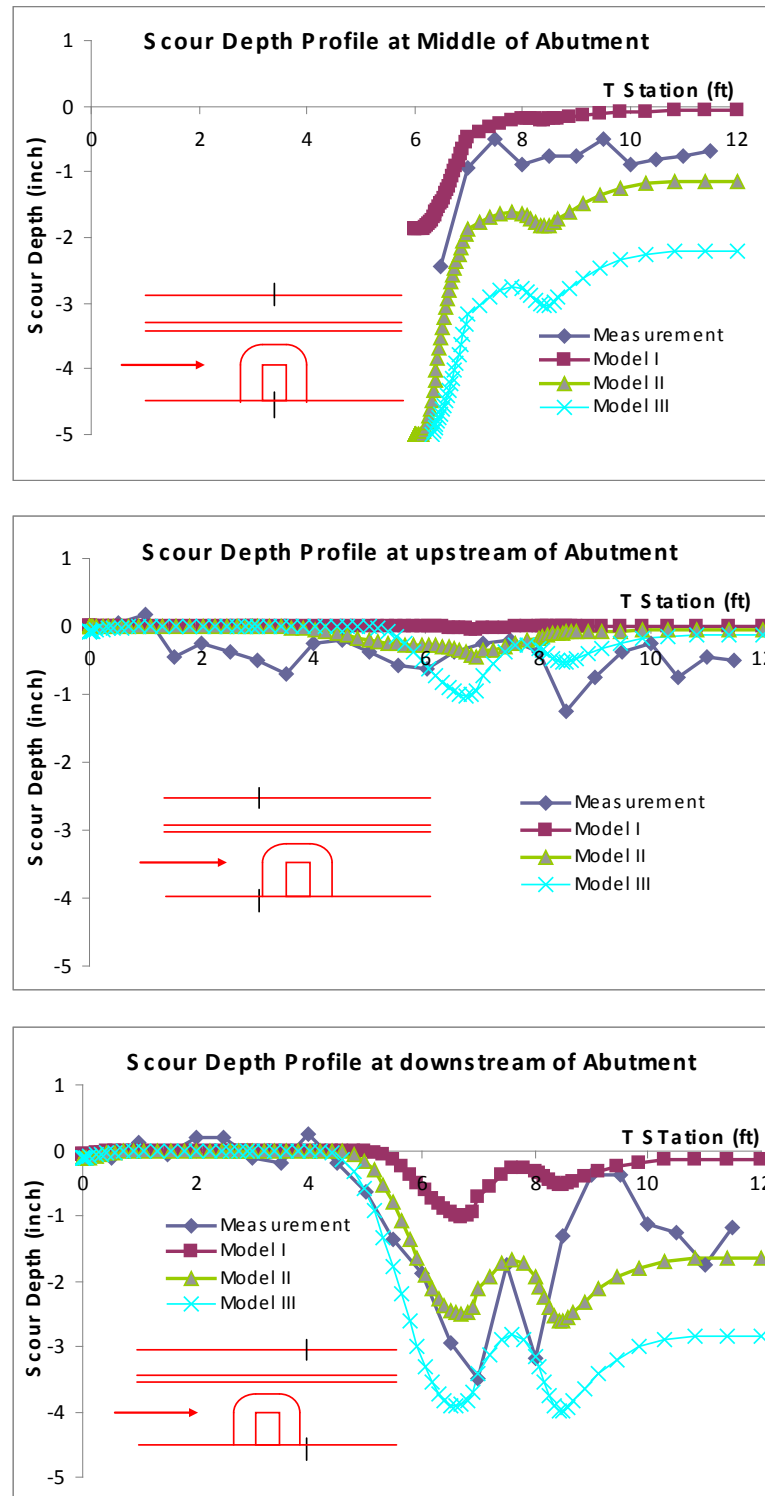 Scour Depth Profile at Middle of Abutment
T Station (ft)
Scour Depth (inch)
1
0
-1
-2
-3
-4
-5
0 2 4 6 8 10 12
Measurement
Model I
Model II
Model III
Scour Depth Profile at upstream of Abutment
T Station (ft)
Scour Depth (inch)
1
0
-1
-2
-3
-4
-5
0 2 4 6 8 10 12
Measurement
Model I
Model II
Model III
Scour Depth Profile at downstream of Abutment
T STation (ft)
Scour Depth (inch)
1
0
-1
-2
-3
-4
-5
0 2 4 6 8 10 12
Measurement
Model I
Model II
Model III